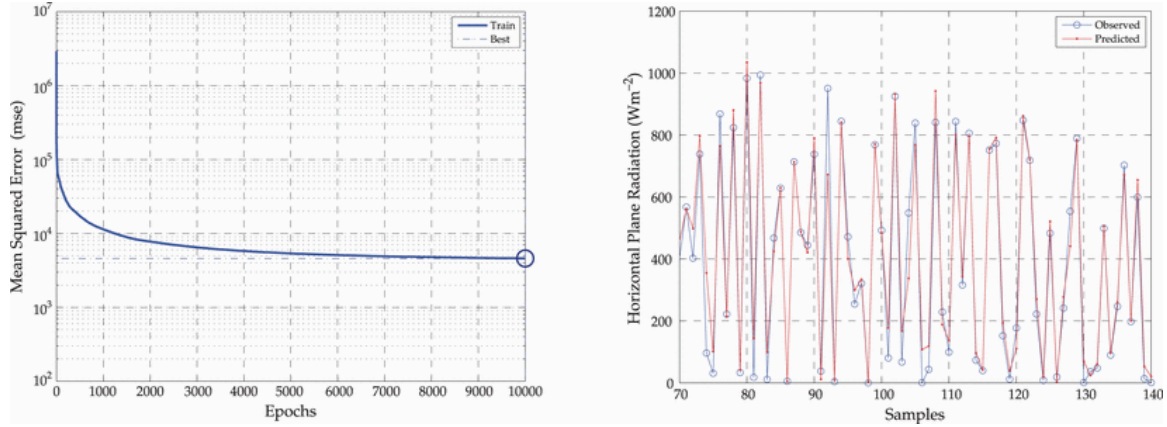 Mean Squared Error (mse)
10^7
10^6
10^5
10^4
10^3
10^2
Train
Best
0 1000 2000 3000 4000 5000 6000 7000 8000 9000 10000
Epochs
Horizontal Plane Radiation (Wm^-2)
1200
1000
800
600
400
200
0
Observed
Predicted
70 80 90 100 110 120 130 140
Samples